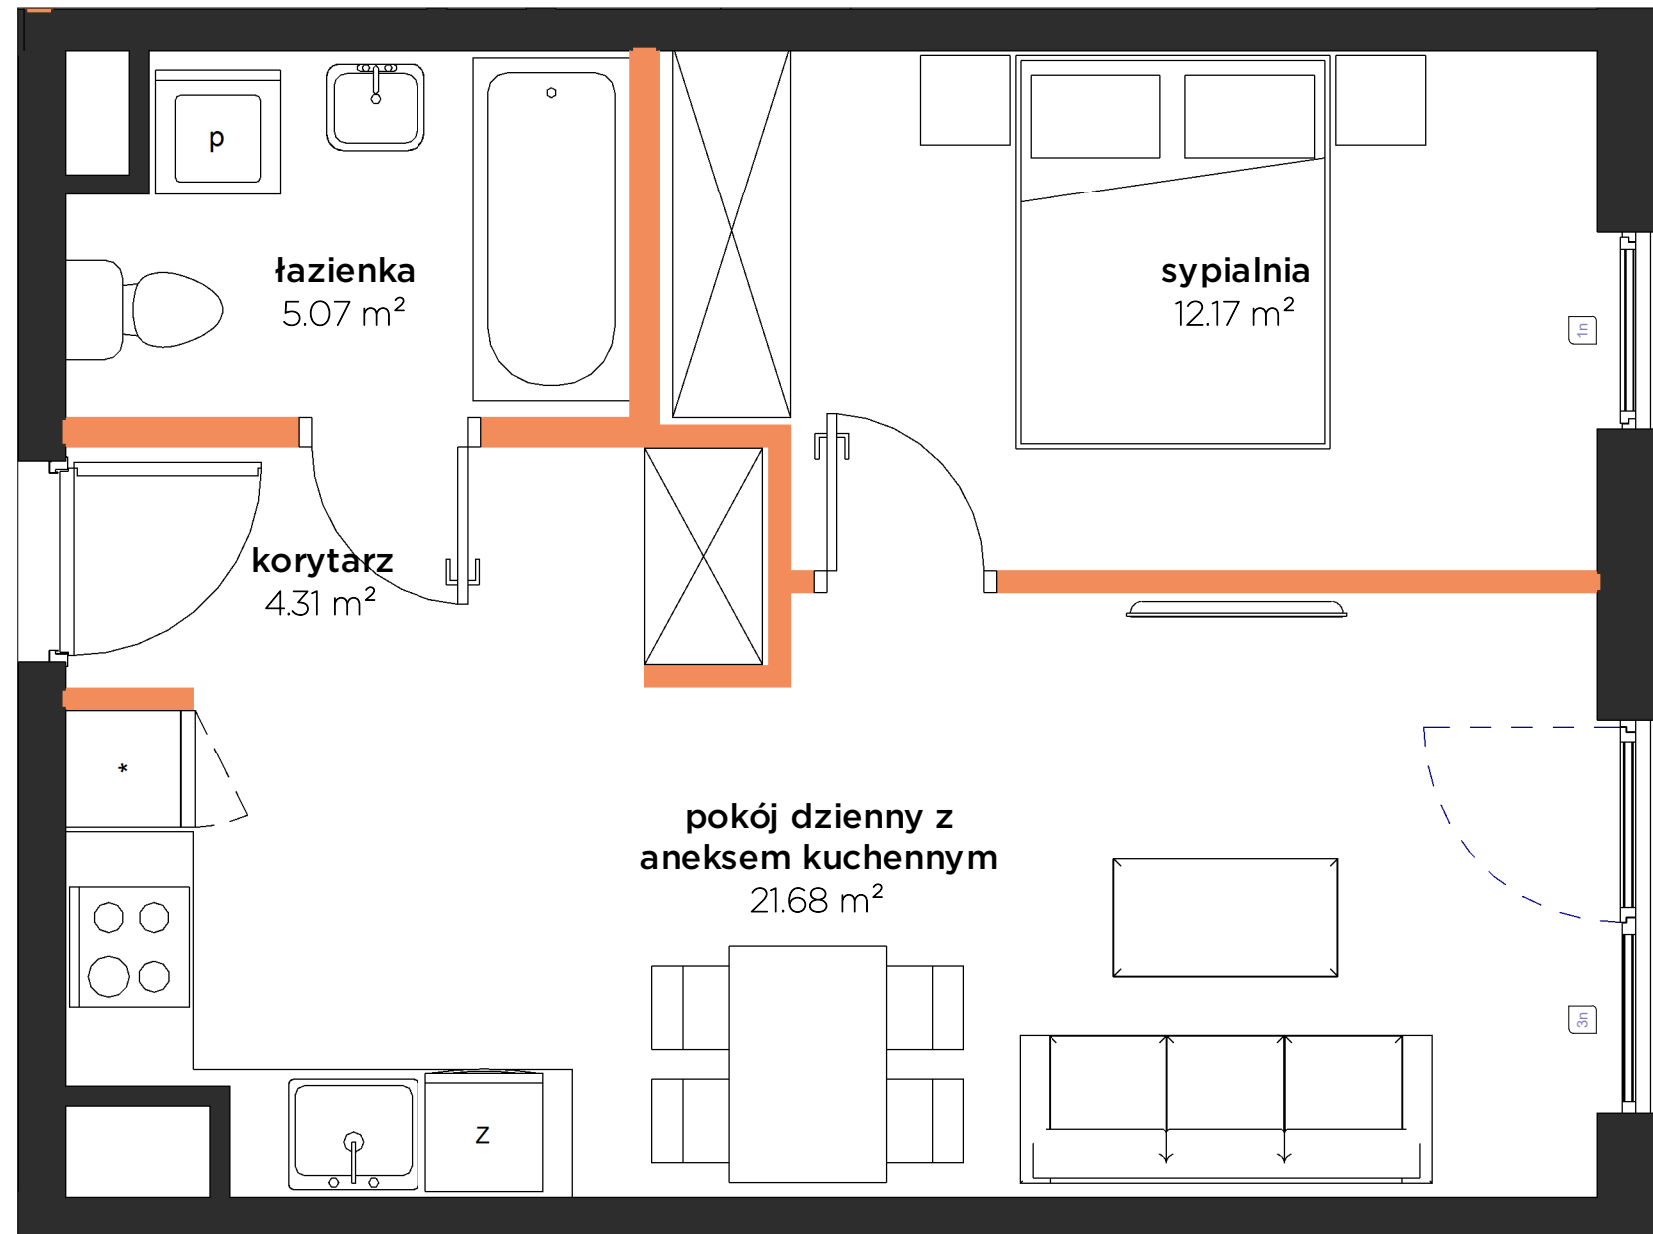 p
łazienka
5.07 m²
sypialnia
12.17 m²
1n
korytarz
4.31 m²
*
pokój dzienny z
aneksem kuchennym
21.68 m²
3n
z